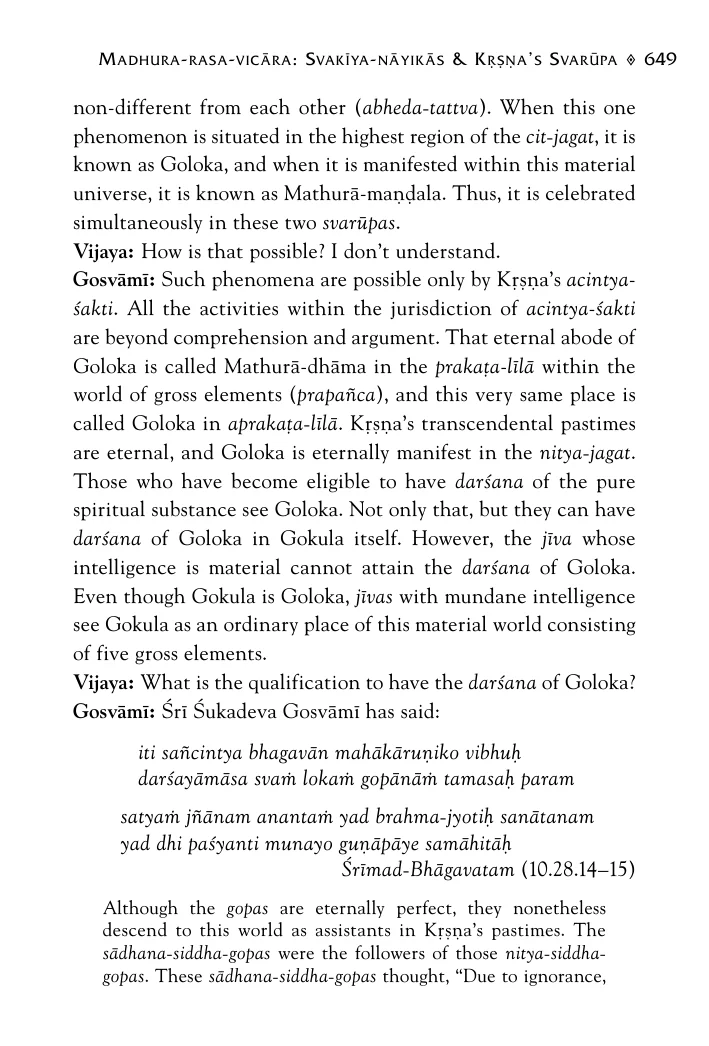 MADHURA-RASA-VICĀRA: SVAKĪYA-NĀYIKĀS & KṚṢṆA'S SVARŪPA ◊ 649
non-different from each other (abheda-tattva). When this one
phenomenon is situated in the highest region of the cit-jagat, it is
known as Goloka, and when it is manifested within this material
universe, it is known as Mathurā-maṇḍala. Thus, it is celebrated
simultaneously in these two svarūpas.
Vijaya: How is that possible? I don't understand.
Gosvāmī: Such phenomena are possible only by Kṛṣṇa's acintya-
śakti. All the activities within the jurisdiction of acintya-śakti
are beyond comprehension and argument. That eternal abode of
Goloka is called Mathurā-dhāma in the prakaṭa-līlā within the
world of gross elements (prapañca), and this very same place is
called Goloka in aprakaṭa-līlā. Kṛṣṇa's transcendental pastimes
are eternal, and Goloka is eternally manifest in the nitya-jagat.
Those who have become eligible to have darśana of the pure
spiritual substance see Goloka. Not only that, but they can have
darśana of Goloka in Gokula itself. However, the jīva whose
intelligence is material cannot attain the darśana of Goloka.
Even though Gokula is Goloka, jīvas with mundane intelligence
see Gokula as an ordinary place of this material world consisting
of five gross elements.
Vijaya: What is the qualification to have the darśana of Goloka?
Gosvāmī: Śrī Śukadeva Gosvāmī has said:
iti sañcintya bhagavān mahākāruṇiko vibhuḥ
darśayāmāsa svaṁ lokaṁ gopānāṁ tamasaḥ param
satyaṁ jñānam anantaṁ yad brahma-jyotiḥ sanātanam
yad dhi paśyanti munayo guṇāpāye samāhitāḥ
Śrīmad-Bhāgavatam (10.28.14–15)
Although the gopas are eternally perfect, they nonetheless
descend to this world as assistants in Kṛṣṇa's pastimes. The
sādhana-siddha-gopas were the followers of those nitya-siddha-
gopas. These sādhana-siddha-gopas thought, “Due to ignorance,